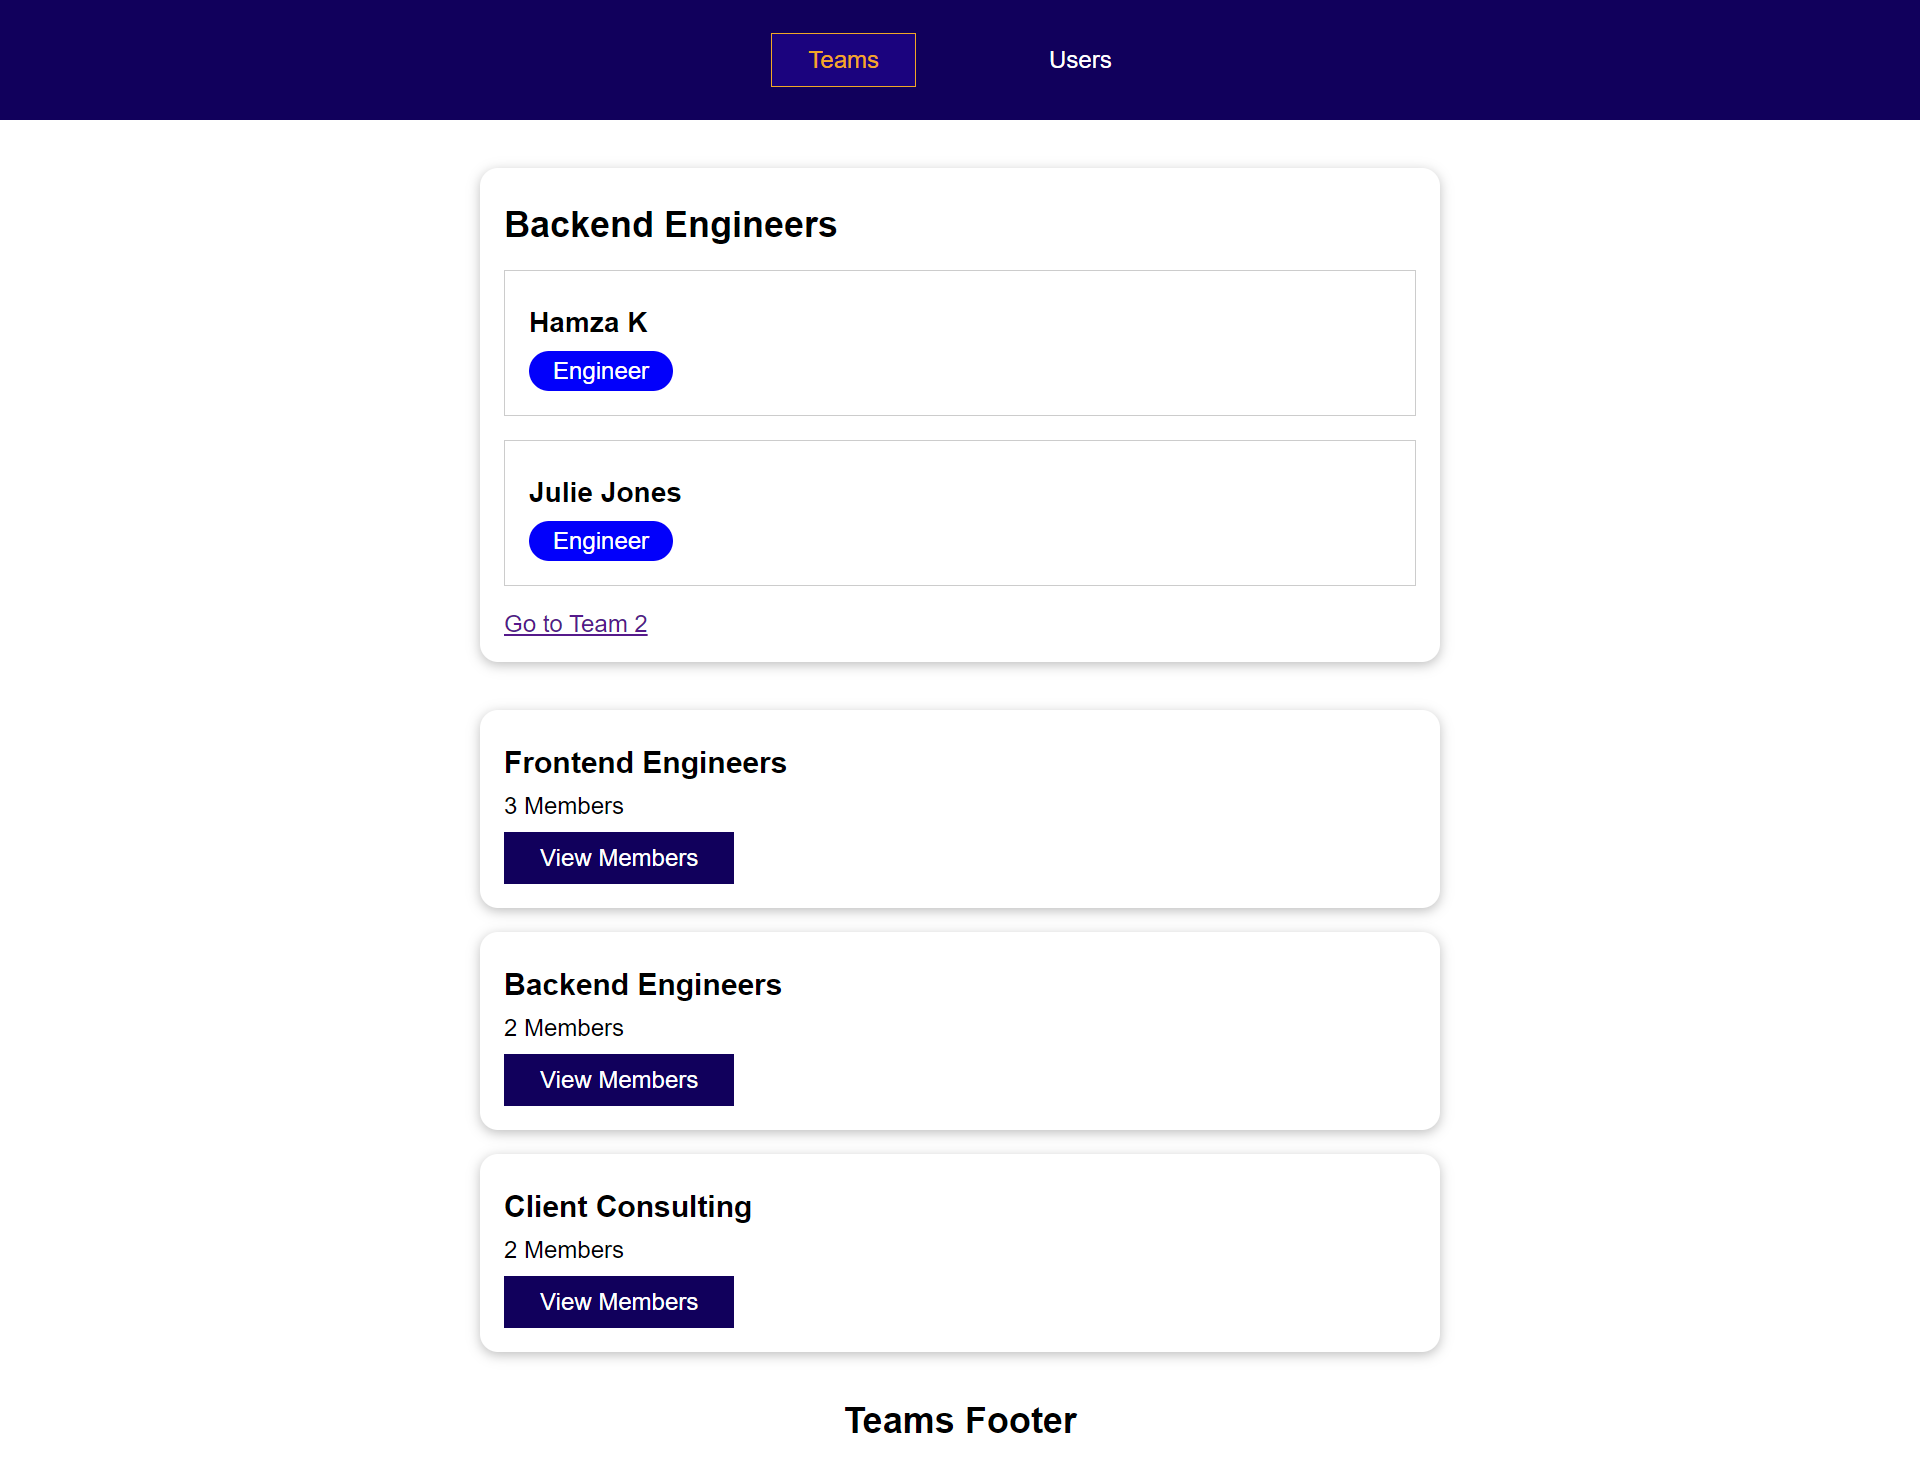 Teams
Users
Backend Engineers
Hamza K
Engineer
Julie Jones
Engineer
Go to Team 2
Frontend Engineers
3 Members
View Members
Backend Engineers
2 Members
View Members
Client Consulting
2 Members
View Members
Teams Footer